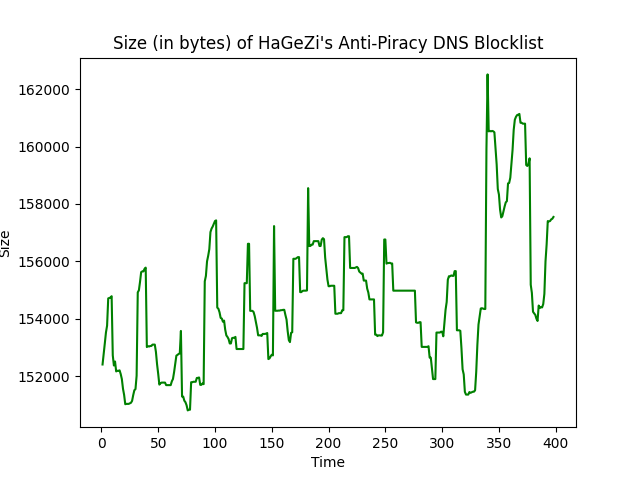 Size (in bytes) of HaGeZi's Anti-Piracy DNS Blocklist
162000
160000
158000
156000
154000
152000
Size
0 50 100 150 200 250 300 350 400
Time